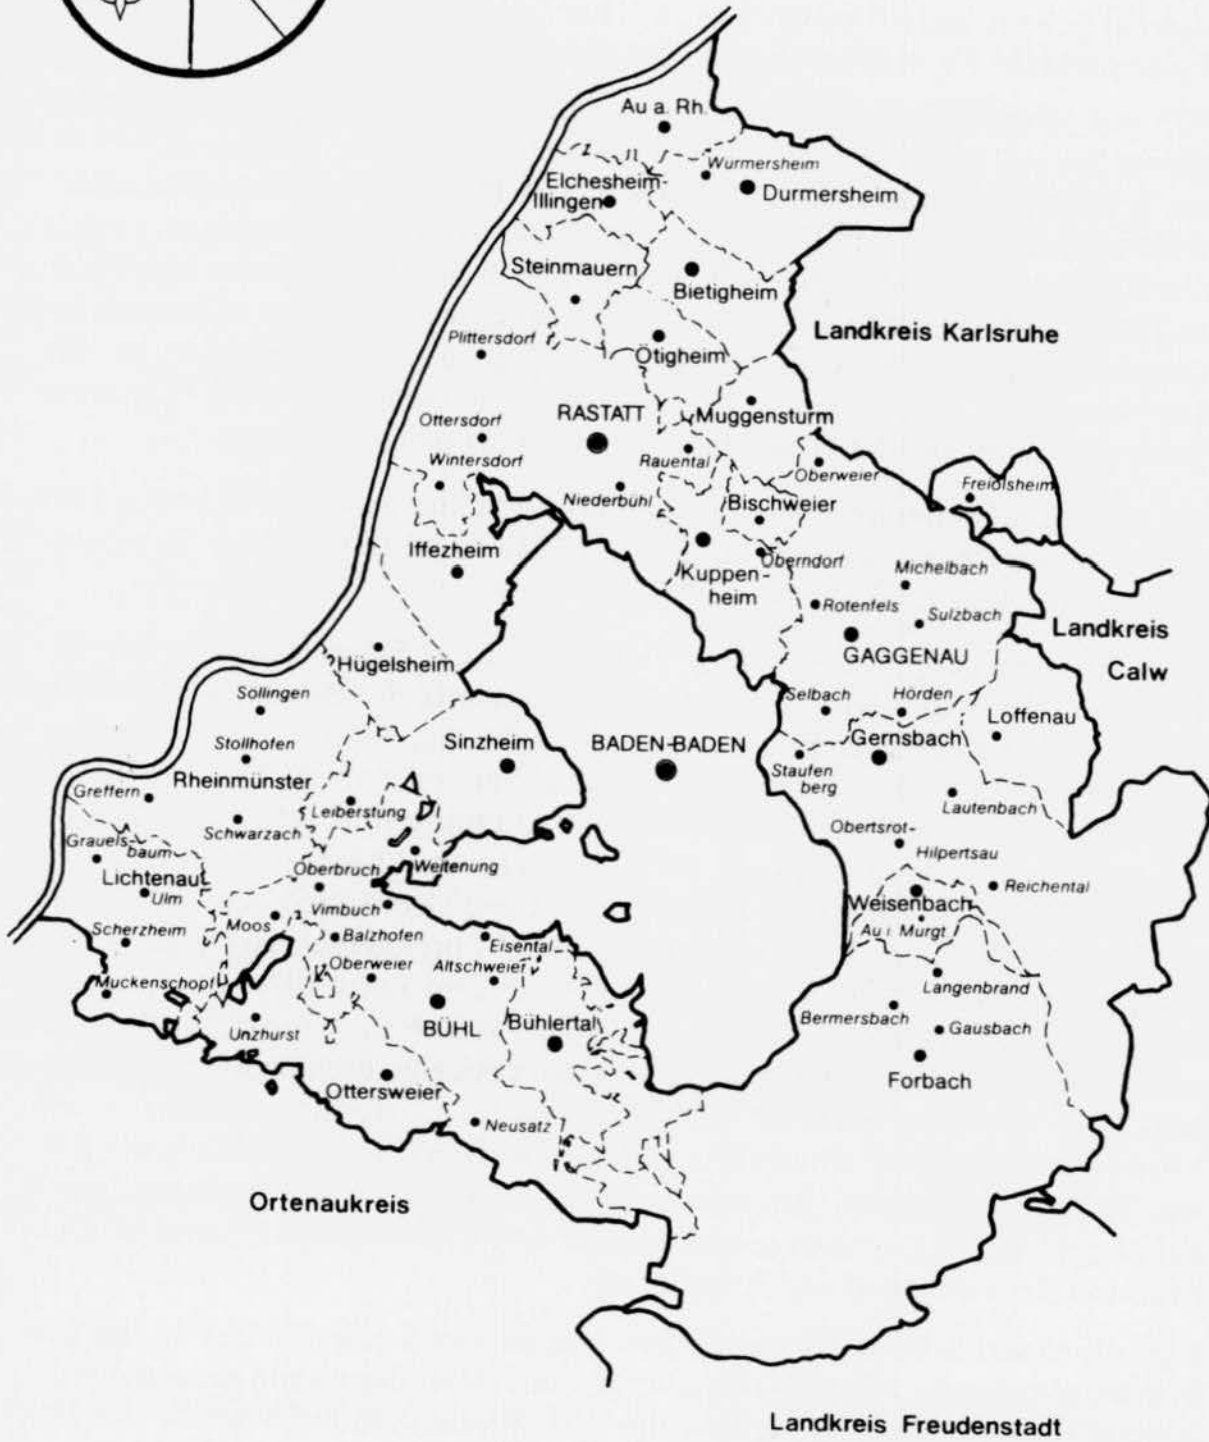 Au a. Rh.
Wurmersheim
Elchesheim-
Illingen
Durmersheim
Steinmauern
Bietigheim
Landkreis Karlsruhe
Plittersdorf
Ötigheim
RASTATT
Muggensturm
Ottersdorf
Wintersdorf
Rauental
Oberweier
Niederbühl
Bischweier
Freiolsheim
Iffezheim
Oberndorf
Kuppen-
heim
Michelbach
Rotenfels
Sulzbach
Landkreis
Calw
GAGGENAU
Hügelsheim
Selbach
Hörden
Söllingen
Loffenau
Stollhofen
Sinzheim
BADEN-BADEN
Gernsbach
Rheinmünster
Staufen
berg
Greffern
Leiberstung
Lautenbach
Schwarzach
Obertsrot-
Hilpertsau
Grauels-
baum
Lichtenau
Ulm
Oberbruch
Weitenung
Reichental
Vimbuch
Weisenbach
Scherzheim
Moos
Balzhofen
Eisental
Au i. Murgt.
Oberweier
Altschweier
Muckenschopf
Langenbrand
Unzhurst
BÜHL
Bühlertal
Bermersbach
Gausbach
Ottersweier
Forbach
Neusatz
Ortenaukreis
Landkreis Freudenstadt